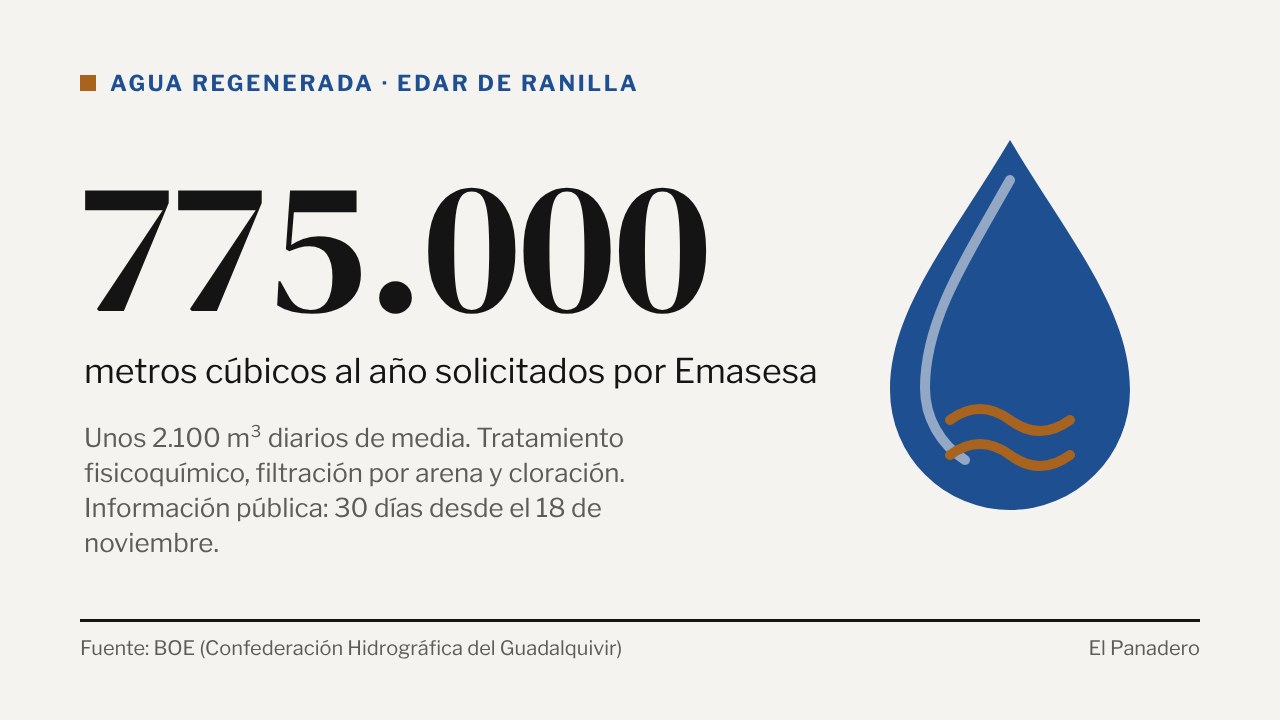 AGUA REGENERADA · EDAR DE RANILLA
775.000
metros cúbicos al año solicitados por Emasesa
Unos 2.100 m³ diarios de media. Tratamiento
fisicoquímico, filtración por arena y cloración.
Información pública: 30 días desde el 18 de
noviembre.
Fuente: BOE (Confederación Hidrográfica del Guadalquivir)
El Panadero